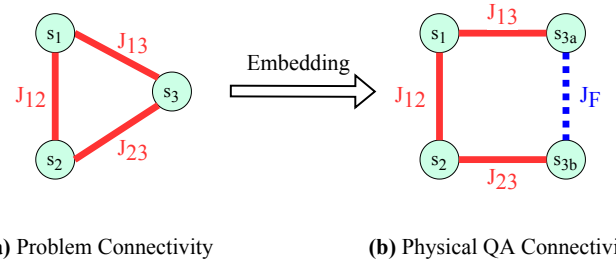 s1
J13
J12
s3
J23
s2
Embedding
s1
J13
s3a
J12
JF
s2
J23
s3b
) Problem Connectivity
(b) Physical QA Connectivi